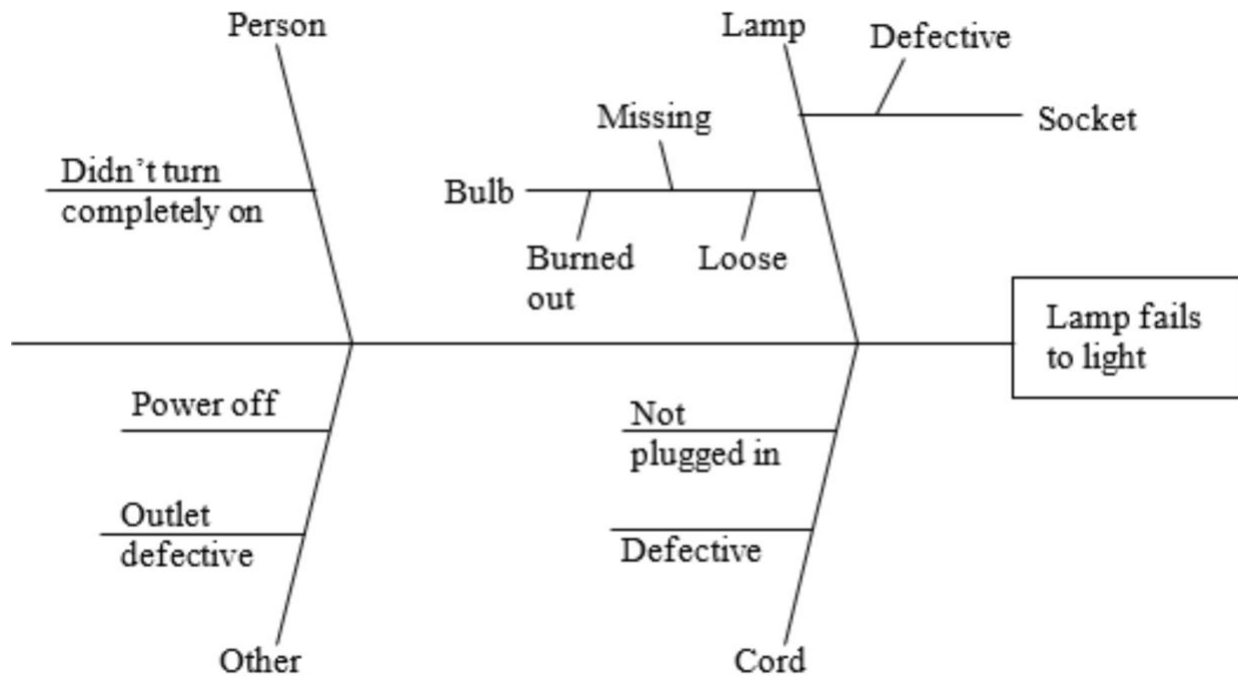 Person
Lamp
Defective
Missing
Socket
Didn’t turn
completely on
Bulb
Burned
out
Loose
Lamp fails
to light
Power off
Not
plugged in
Outlet
defective
Defective
Other
Cord